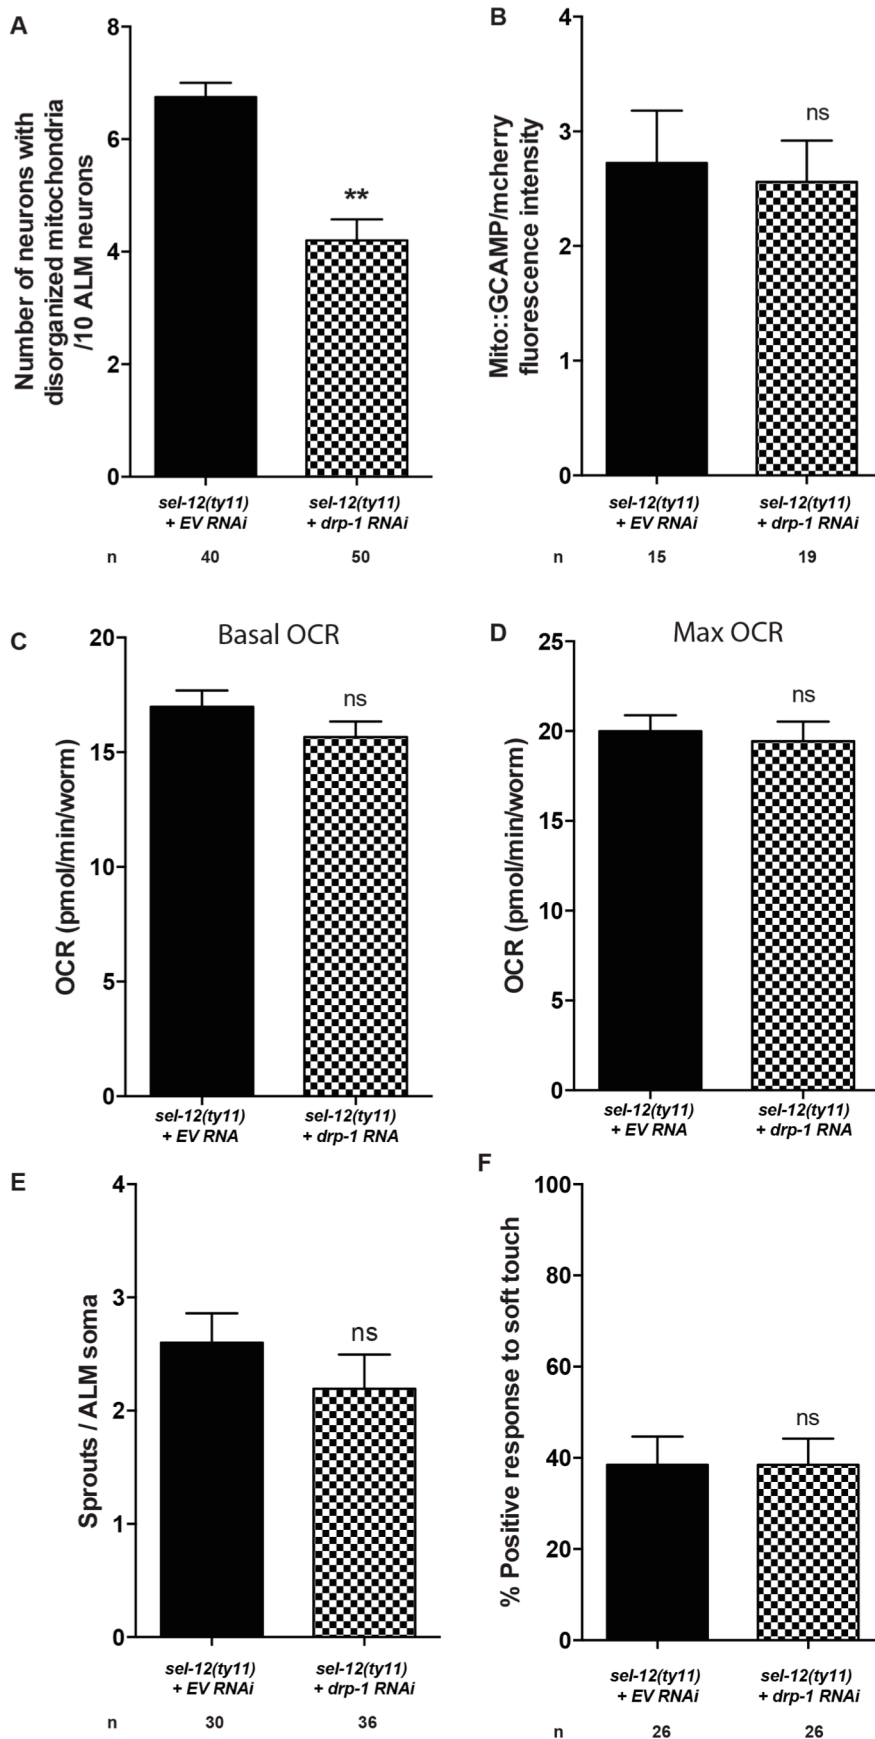 A
Number of neurons with
disorganized mitochondria
/10 ALM neurons
8
6
4
2
0
**
sel-12(ty11)
+ EV RNAi
sel-12(ty11)
+ drp-1 RNAi
n
40
50
B
Mito::GCAMP/mcherry
fluorescence intensity
4
3
2
1
0
ns
sel-12(ty11)
+ EV RNAi
sel-12(ty11)
+ drp-1 RNAi
n
15
19
C
Basal OCR
OCR (pmol/min/worm)
20
15
10
5
0
ns
sel-12(ty11)
+ EV RNA
sel-12(ty11)
+ drp-1 RNA
D
Max OCR
OCR (pmol/min/worm)
25
20
15
10
5
0
ns
sel-12(ty11)
+ EV RNA
sel-12(ty11)
+ drp-1 RNA
E
Sprouts / ALM soma
4
3
2
1
0
ns
sel-12(ty11)
+ EV RNAi
sel-12(ty11)
+ drp-1 RNAi
n
30
36
F
% Positive response to soft touch
100
80
60
40
20
0
ns
sel-12(ty11)
+ EV RNAi
sel-12(ty11)
+ drp-1 RNAi
n
26
26